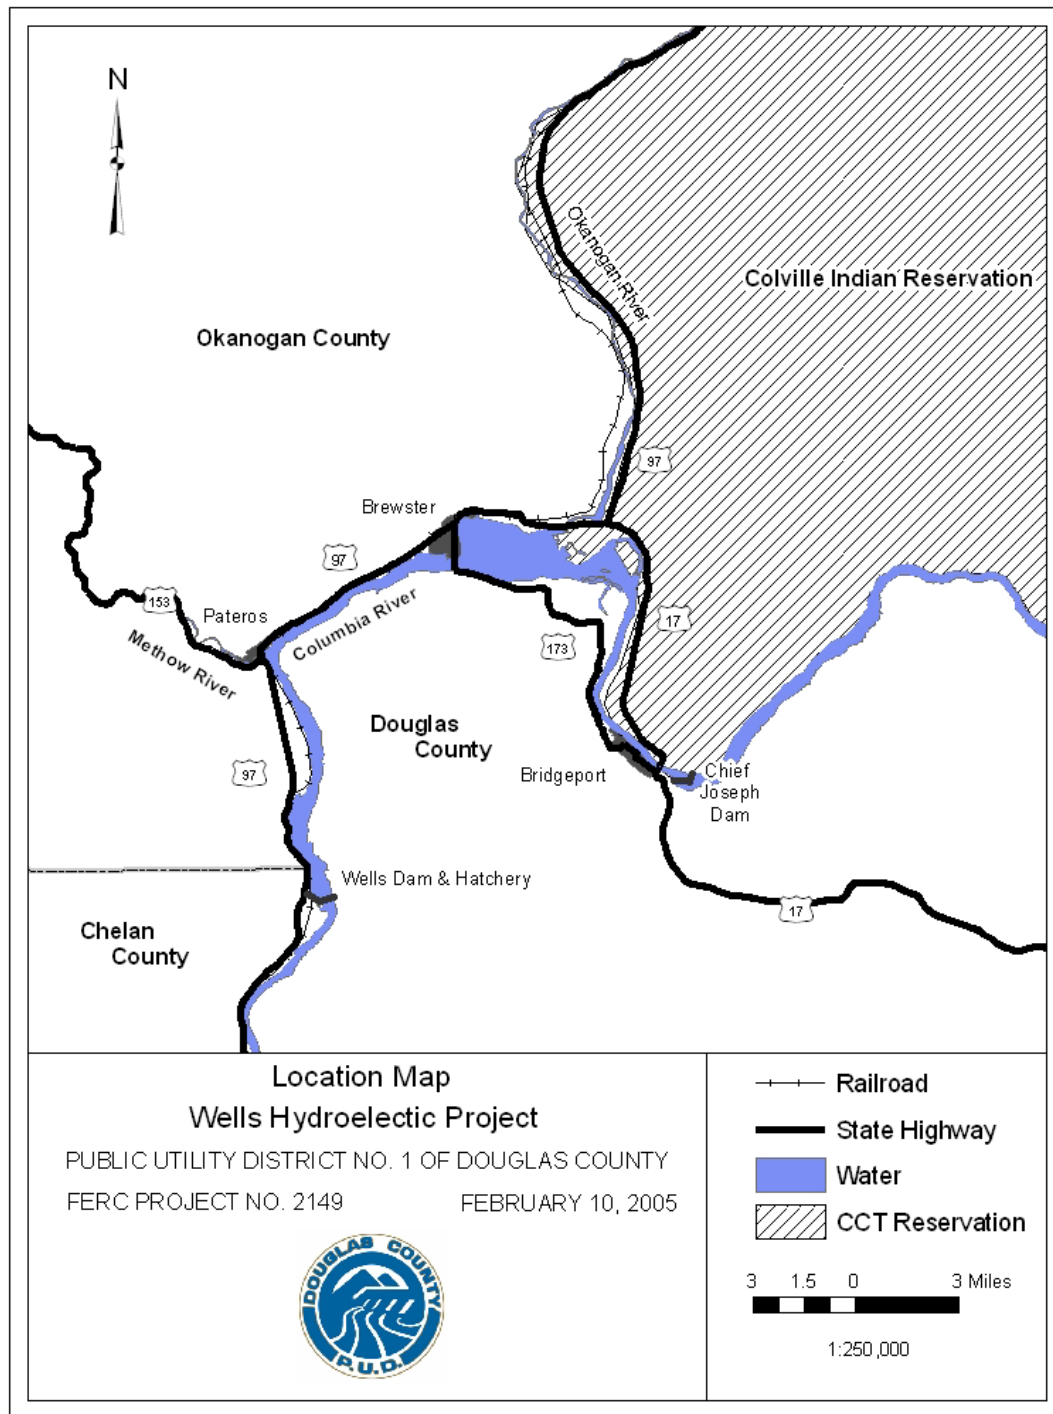 N
Okanogan River
Colville Indian Reservation
Okanogan County
97
Brewster
97
153
Pateros
Columbia River
Methow River
17
173
Douglas
County
97
Bridgeport
Chief
Joseph
Dam
Wells Dam & Hatchery
17
Chelan
County
Location Map
Wells Hydroelectic Project
PUBLIC UTILITY DISTRICT NO. 1 OF DOUGLAS COUNTY
FERC PROJECT NO. 2149 FEBRUARY 10, 2005
DOUGLAS COUNTY
P.U.D.
Railroad
State Highway
Water
CCT Reservation
3 1.5 0 3 Miles
1:250,000